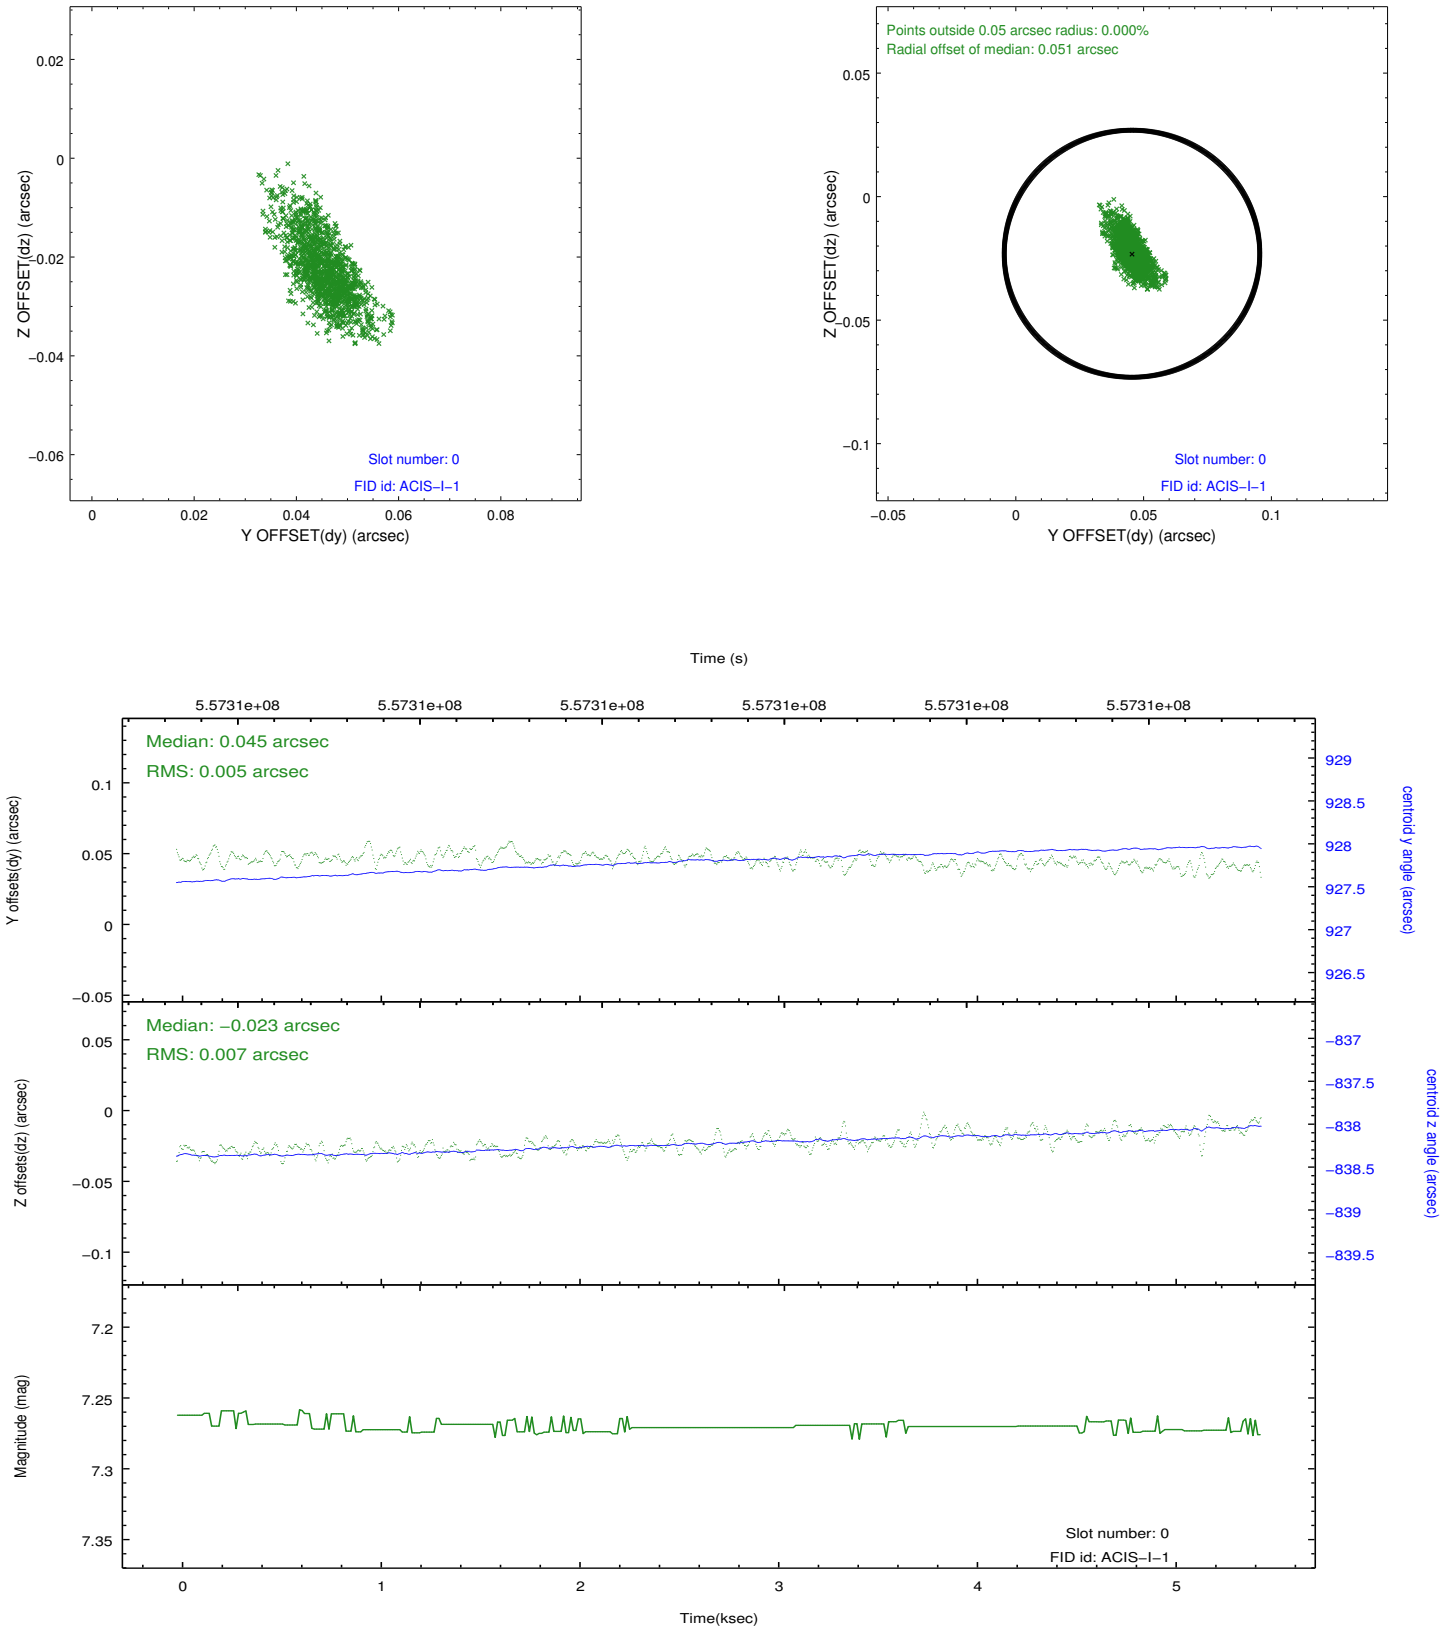 0.02
0
−0.02
−0.04
−0.06
Z OFFSET(dz) (arcsec)
Slot number: 0
FID id: ACIS−I−1
0
0.02
0.04
0.06
0.08
Y OFFSET(dy) (arcsec)
Points outside 0.05 arcsec radius: 0.000%
Radial offset of median: 0.051 arcsec
0.05
0
−0.05
−0.1
Z OFFSET(dz) (arcsec)
Slot number: 0
FID id: ACIS−I−1
−0.05
0
0.05
0.1
Y OFFSET(dy) (arcsec)
Time (s)
5.5731e+08
5.5731e+08
5.5731e+08
5.5731e+08
5.5731e+08
5.5731e+08
Median: 0.045 arcsec
RMS: 0.005 arcsec
0.1
0.05
0
−0.05
Y offsets(dy) (arcsec)
929
928.5
928
927.5
927
926.5
centroid y angle (arcsec)
Median: −0.023 arcsec
RMS: 0.007 arcsec
0.05
0
−0.05
−0.1
Z offsets(dz) (arcsec)
−837
−837.5
−838
−838.5
−839
−839.5
centroid z angle (arcsec)
7.2
7.25
7.3
7.35
Magnitude (mag)
Slot number: 0
FID id: ACIS−I−1
0
1
2
3
4
5
Time(ksec)